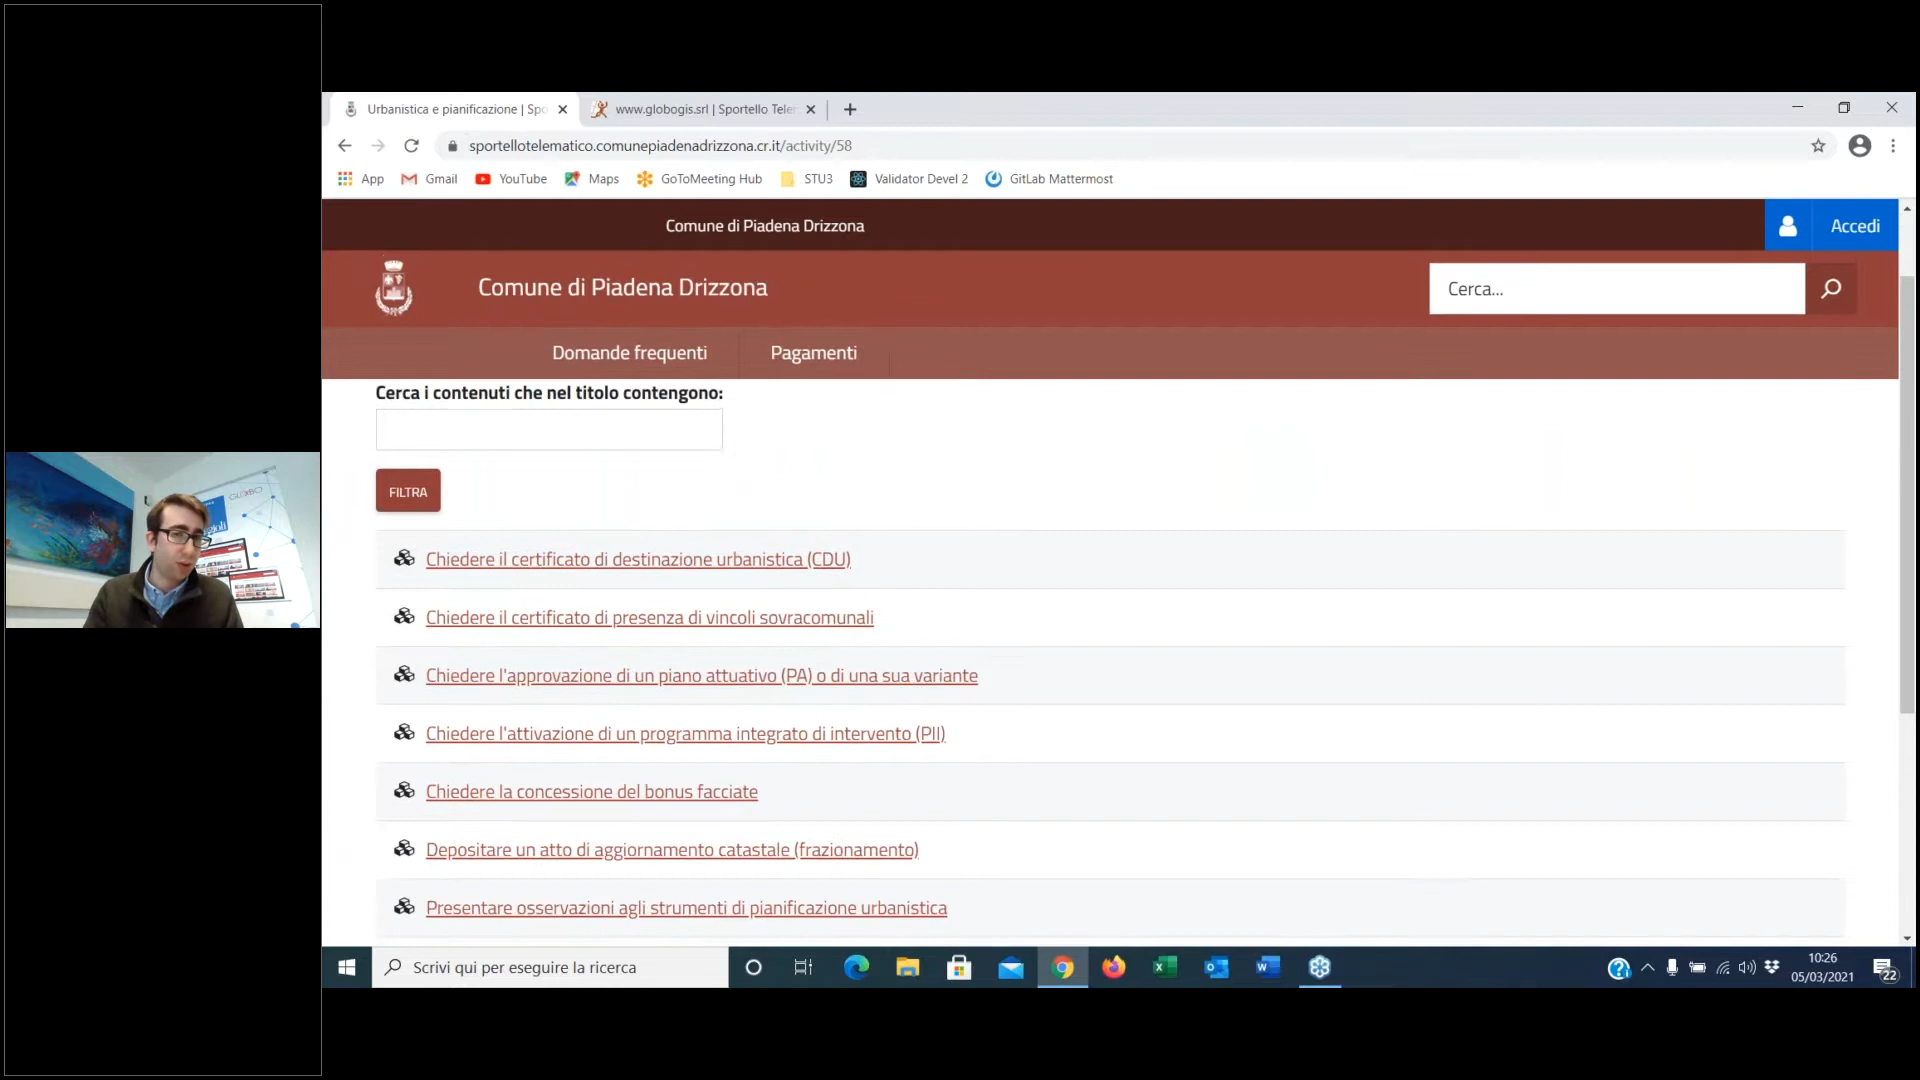 Urbanistica e pianificazione | Spo
www.globogis.srl | Sportello Teler
sportellotelematico.comunepiadenadrizzona.cr.it/activity/58
App
Gmail
YouTube
Maps
GoToMeeting Hub
STU3
Validator Devel 2
GitLab Mattermost
Comune di Piadena Drizzona
Accedi
Comune di Piadena Drizzona
Cerca...
Domande frequenti
Pagamenti
Cerca i contenuti che nel titolo contengono:
FILTRA
Chiedere il certificato di destinazione urbanistica (CDU)
Chiedere il certificato di presenza di vincoli sovracomunali
Chiedere l'approvazione di un piano attuativo (PA) o di una sua variante
Chiedere l'attivazione di un programma integrato di intervento (PII)
Chiedere la concessione del bonus facciate
Depositare un atto di aggiornamento catastale (frazionamento)
Presentare osservazioni agli strumenti di pianificazione urbanistica
GLOBO
Scrivi qui per eseguire la ricerca
10:26
05/03/2021
22